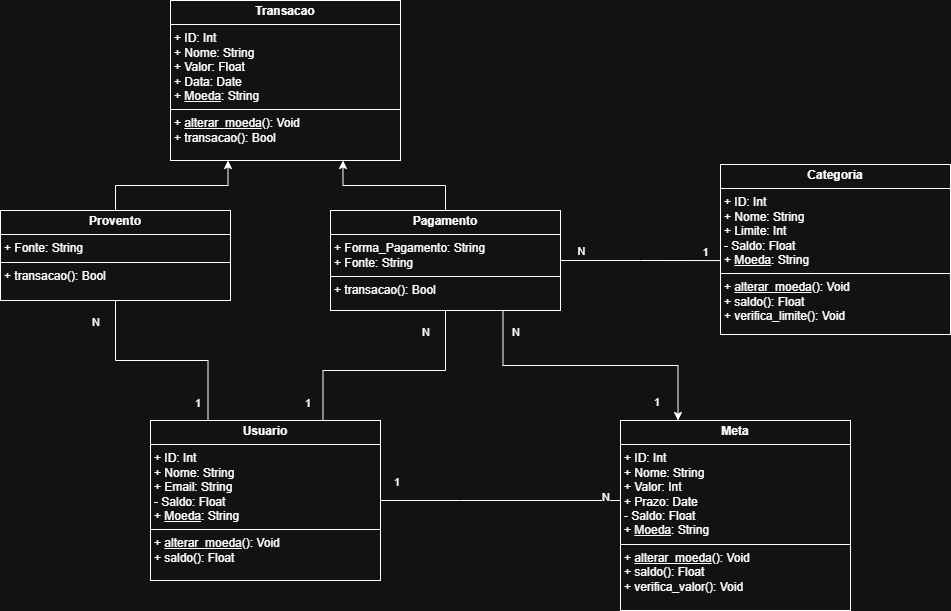 Transacao
+ ID: Int
+ Nome: String
+ Valor: Float
+ Data: Date
+ Moeda: String
+ alterar_moeda(): Void
+ transacao(): Bool
Categoria
+ ID: Int
+ Nome: String
+ Limite: Int
- Saldo: Float
+ Moeda: String
+ alterar_moeda(): Void
+ saldo(): Float
+ verifica_limite(): Void
Provento
+ Fonte: String
+ transacao(): Bool
Pagamento
+ Forma_Pagamento: String
+ Fonte: String
+ transacao(): Bool
N
1
N
N
N
1
1
1
Usuario
+ ID: Int
+ Nome: String
+ Email: String
- Saldo: Float
+ Moeda: String
+ alterar_moeda(): Void
+ saldo(): Float
1
N
Meta
+ ID: Int
+ Nome: String
+ Valor: Int
+ Prazo: Date
- Saldo: Float
+ Moeda: String
+ alterar_moeda(): Void
+ saldo(): Float
+ verifica_valor(): Void